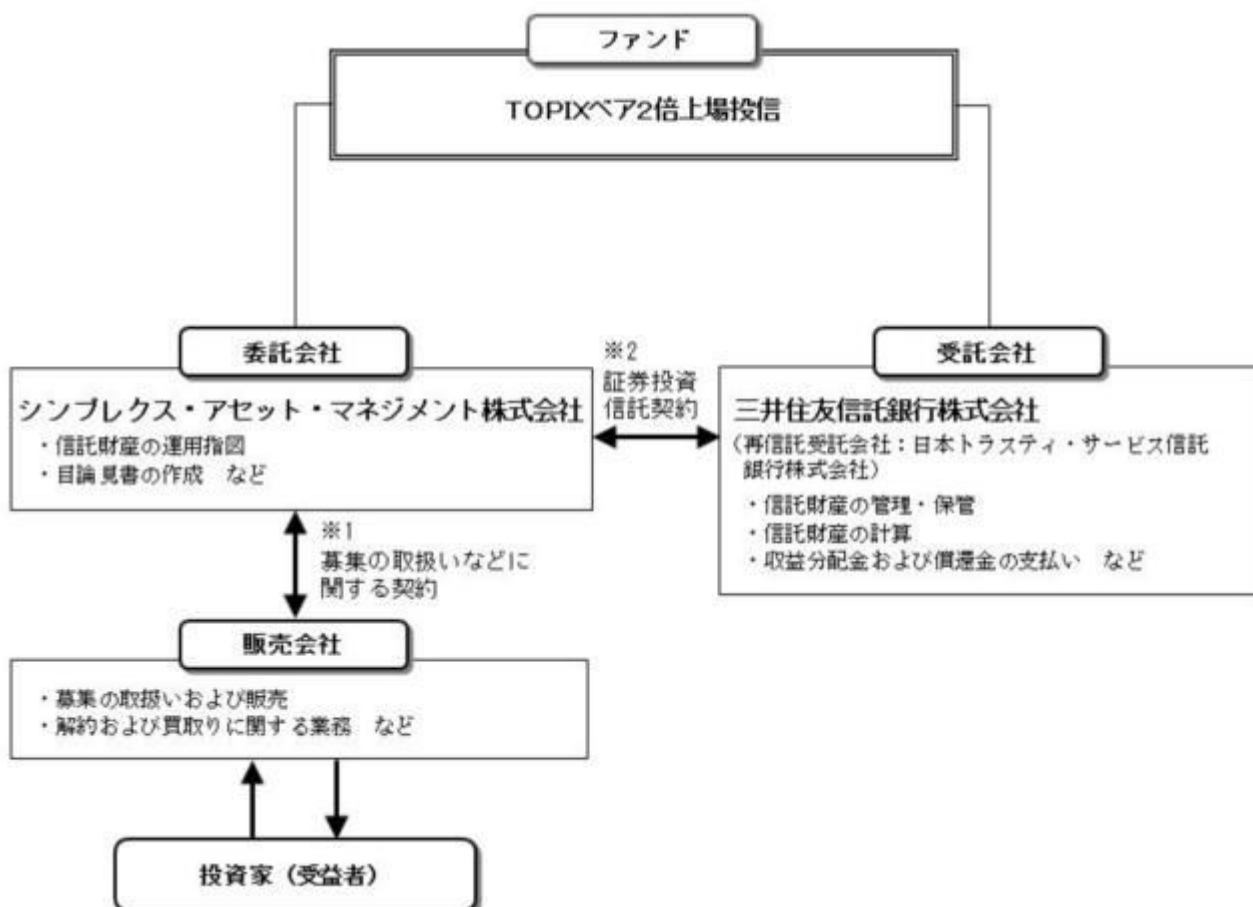 ファンド
TOPIXベア2倍上場投信
委託会社
シンプレクス・アセット・マネジメント株式会社
・信託財産の運用指図
・目論見書の作成　など
※2
証券投資
信託契約
受託会社
三井住友信託銀行株式会社
（再信託受託会社：日本トラスティ・サービス信託
銀行株式会社）
・信託財産の管理・保管
・信託財産の計算
・収益分配金および償還金の支払い　など
※1
募集の取扱いなどに
関する契約
販売会社
・募集の取扱いおよび販売
・解約および買取りに関する業務　など
投資家（受益者）